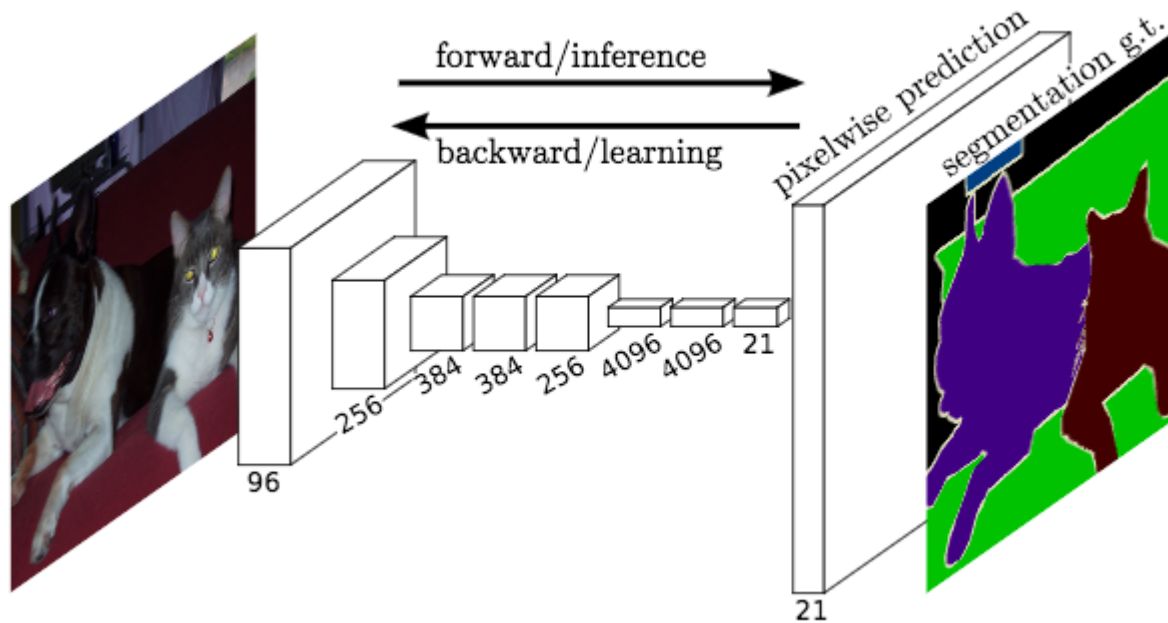 forward/inference
backward/learning
pixelwise prediction
segmentation g.t.
96
256
384
384
256
4096
4096
21
21